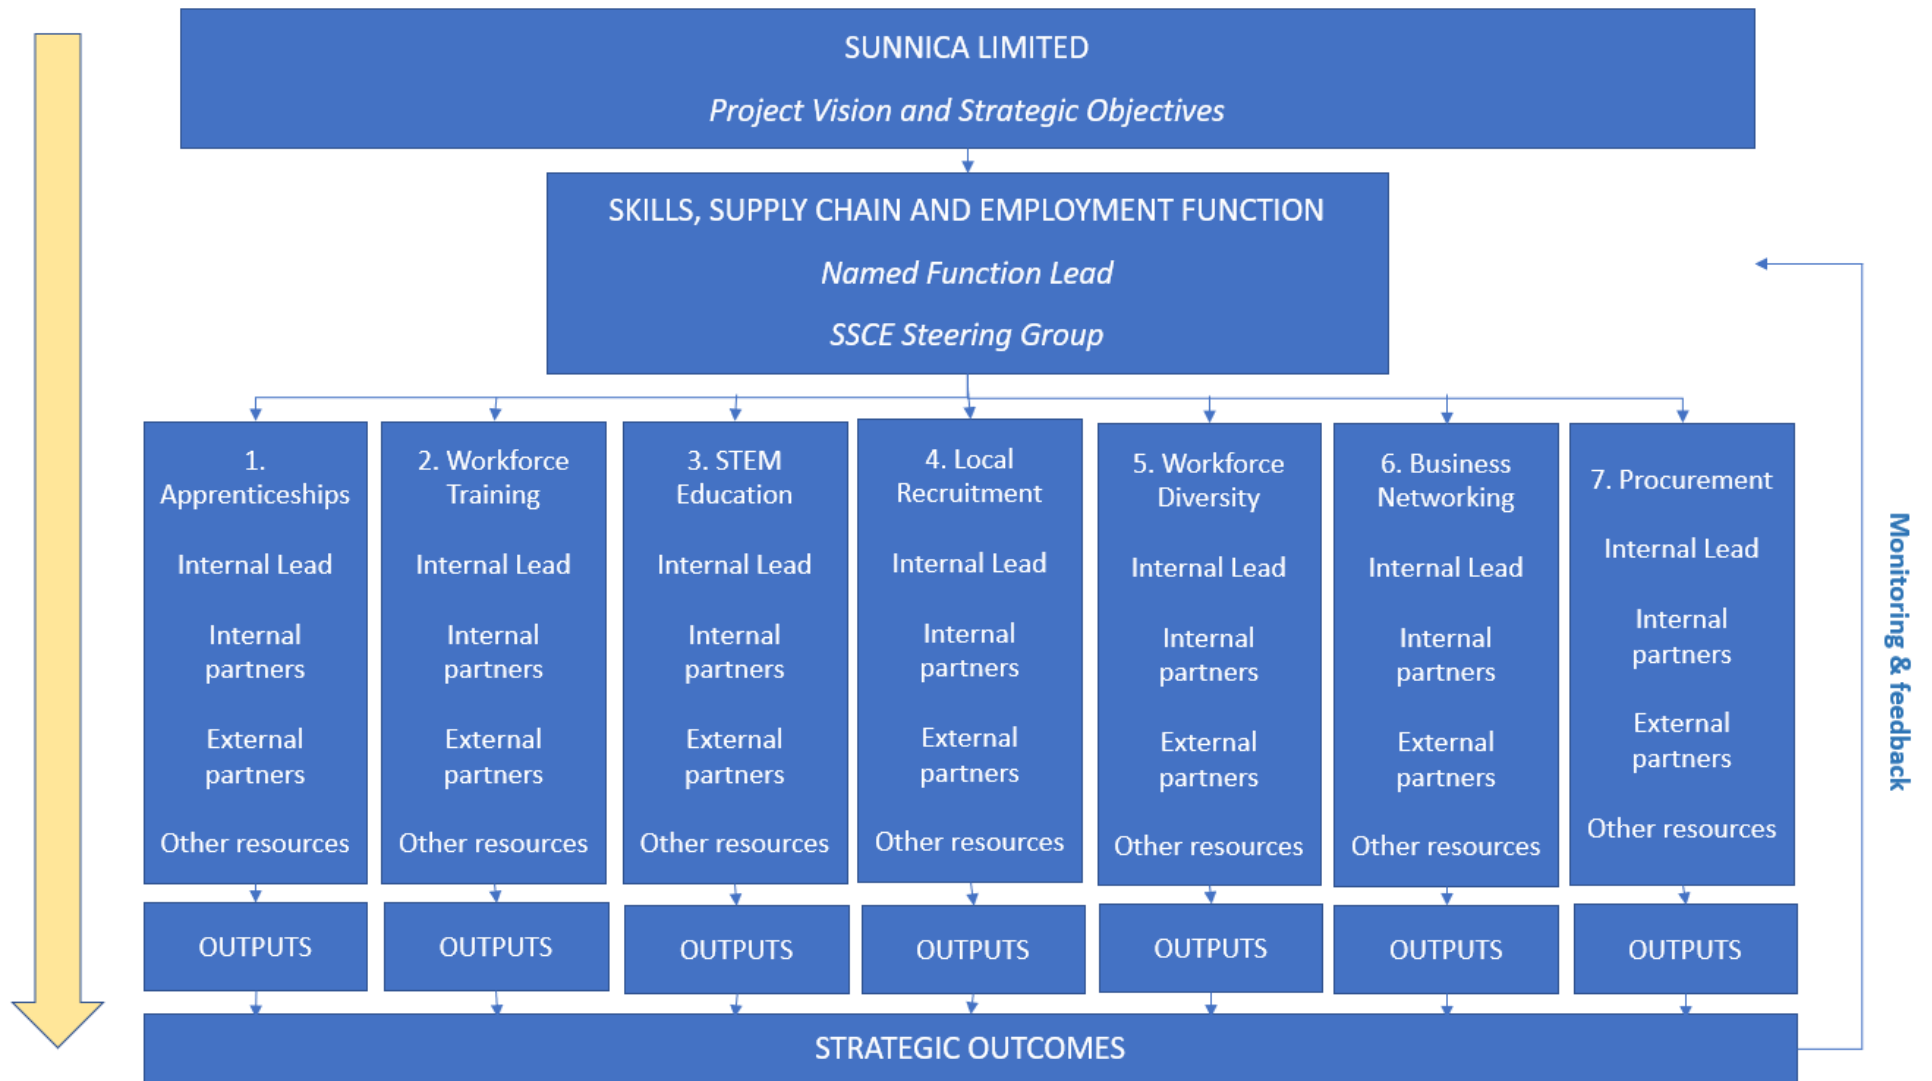 SUNNICA LIMITED
Project Vision and Strategic Objectives
SKILLS, SUPPLY CHAIN AND EMPLOYMENT FUNCTION
Named Function Lead
SSCE Steering Group
1.
Apprenticeships
Internal Lead
Internal
partners
External
partners
Other resources
2. Workforce
Training
Internal Lead
Internal
partners
External
partners
Other resources
3. STEM
Education
Internal Lead
Internal
partners
External
partners
Other resources
4. Local
Recruitment
Internal Lead
Internal
partners
External
partners
Other resources
5. Workforce
Diversity
Internal Lead
Internal
partners
External
partners
Other resources
6. Business
Networking
Internal Lead
Internal
partners
External
partners
Other resources
7. Procurement
Internal Lead
Internal
partners
External
partners
Other resources
OUTPUTS
OUTPUTS
OUTPUTS
OUTPUTS
OUTPUTS
OUTPUTS
OUTPUTS
STRATEGIC OUTCOMES
Monitoring & feedback